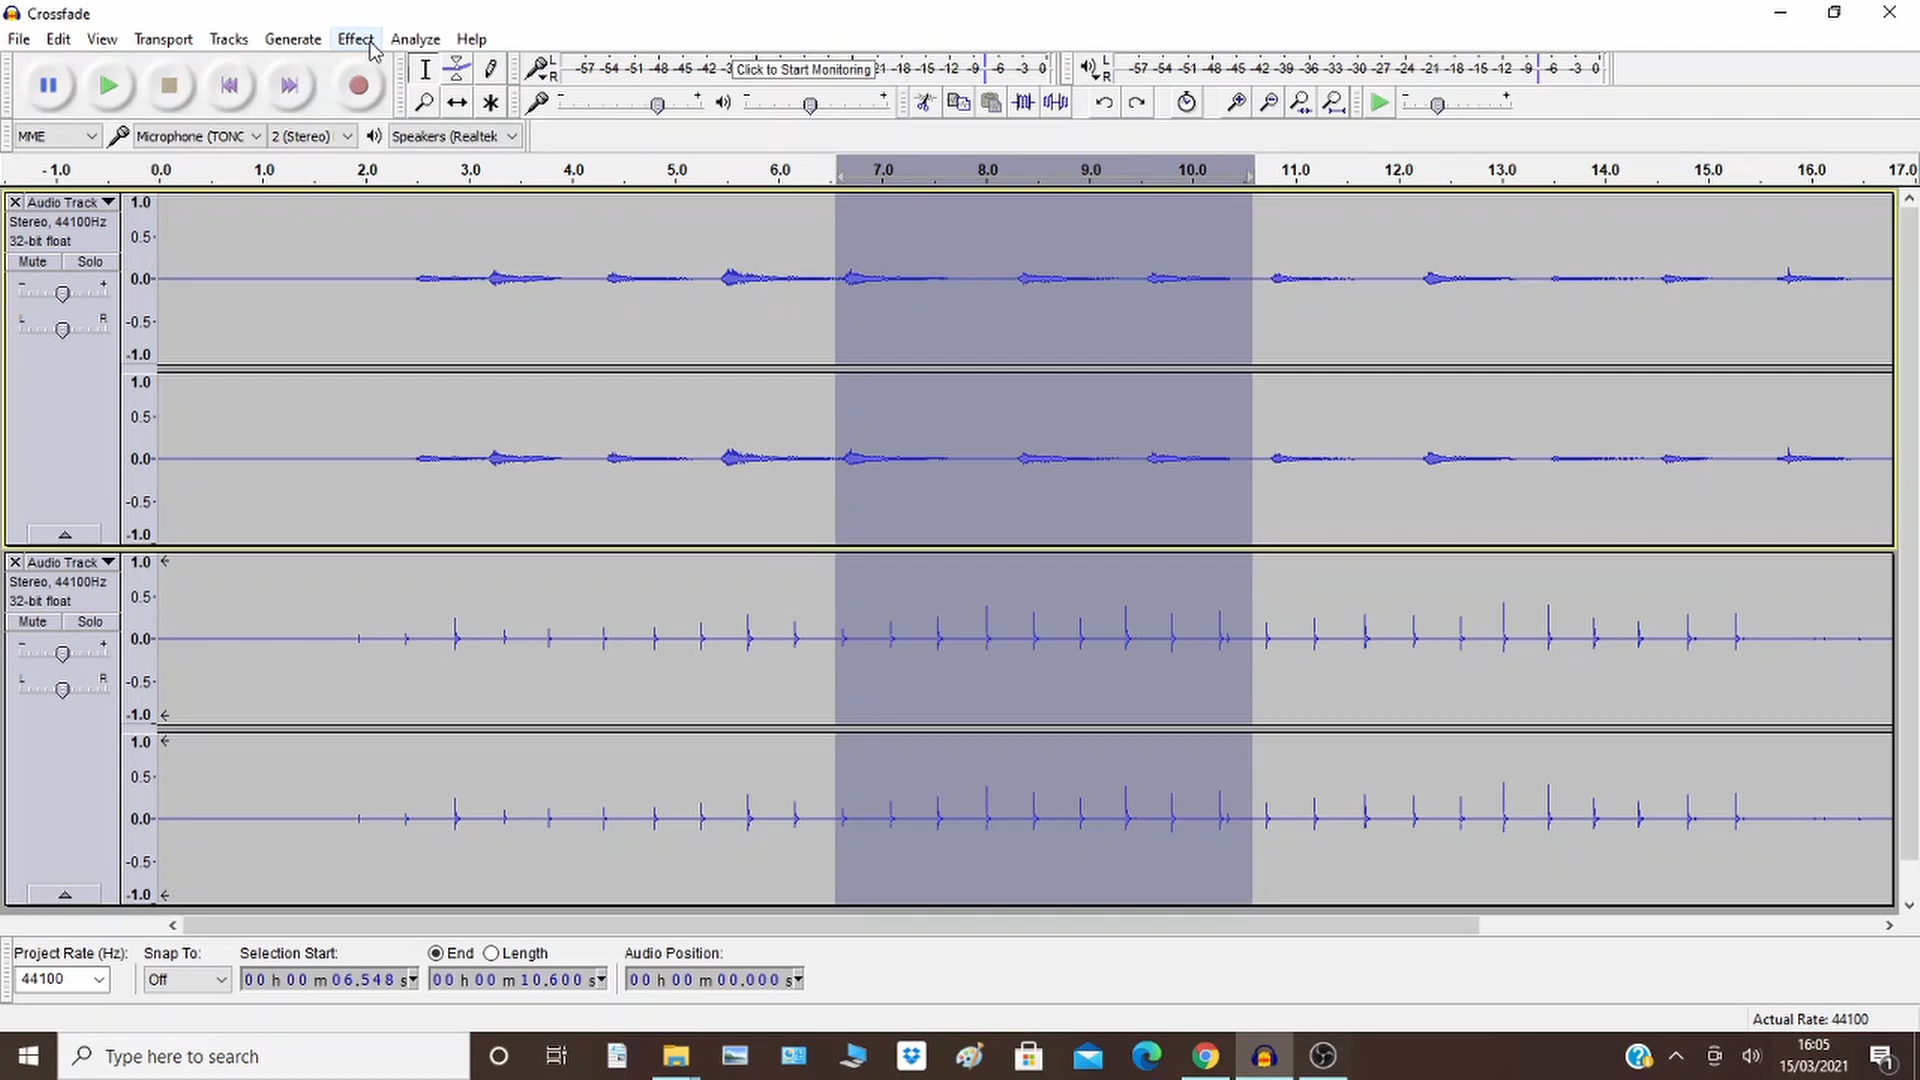 Crossfade
File Edit View Transport Tracks Generate Effect Analyze Help
L R -57 -54 -51 -48 -45 -42 -3 Click to Start Monitoring 21 -18 -15 -12 -9 -6 -3 0
L R -57 -54 -51 -48 -45 -42 -39 -36 -33 -30 -27 -24 -21 -18 -15 -12 -9 -6 -3 0
- + - + - +
MME Microphone (TONC 2 (Stereo) Speakers (Realtek
-1.0 0.0 1.0 2.0 3.0 4.0 5.0 6.0 7.0 8.0 9.0 10.0 11.0 12.0 13.0 14.0 15.0 16.0 17.0
X Audio Track
Stereo, 44100Hz
32-bit float
Mute Solo
- +
L R
1.0
0.5-
0.0-
-0.5-
-1.0
1.0
0.5-
0.0-
-0.5-
-1.0
X Audio Track
Stereo, 44100Hz
32-bit float
Mute Solo
- +
L R
1.0
0.5-
0.0-
-0.5-
-1.0
1.0
0.5-
0.0-
-0.5-
-1.0
Project Rate (Hz): Snap To: Selection Start: End Length Audio Position:
44100 Off 00 h 00 m 06.548 s 00 h 00 m 10.600 s 00 h 00 m 00.000 s
Actual Rate: 44100
Type here to search
16:05
15/03/2021
1